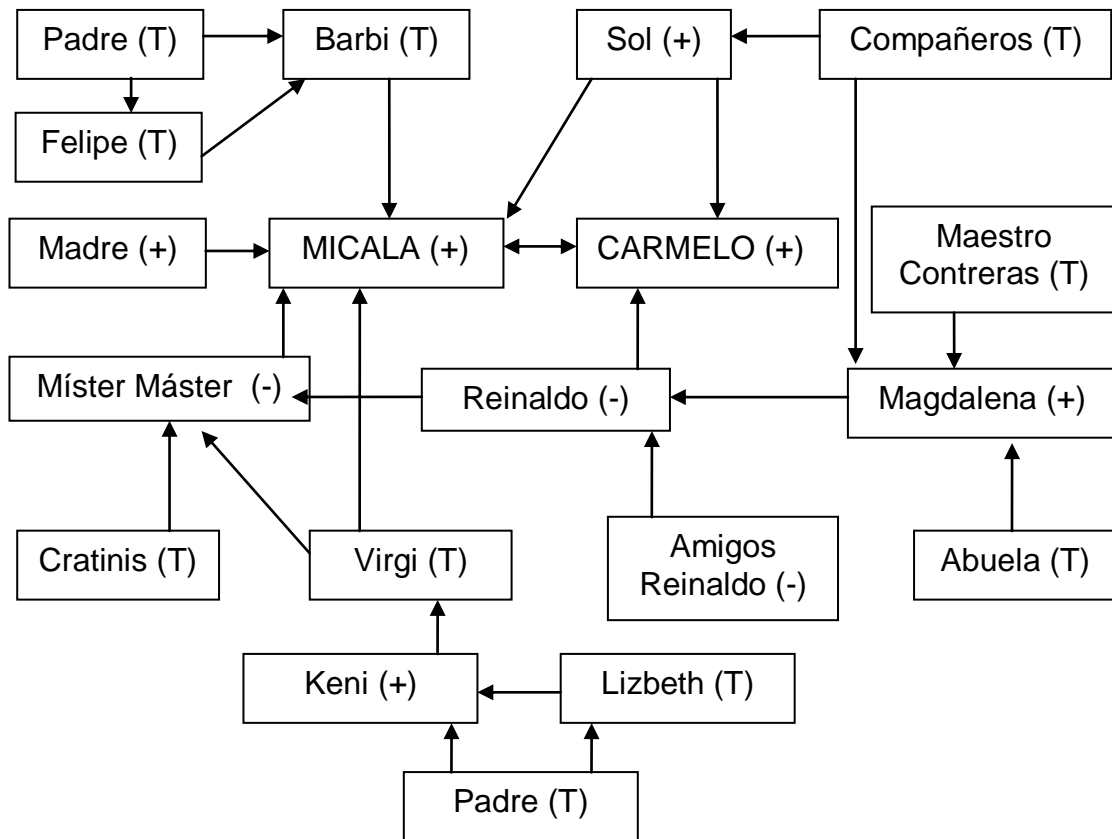 Padre (T)
Barbi (T)
Sol (+)
Compañeros (T)
Felipe (T)
Madre (+)
MICALA (+)
CARMELO (+)
Maestro
Contreras (T)
Míster Máster (-)
Reinaldo (-)
Magdalena (+)
Cratinis (T)
Virgi (T)
Amigos
Reinaldo (-)
Abuela (T)
Keni (+)
Lizbeth (T)
Padre (T)